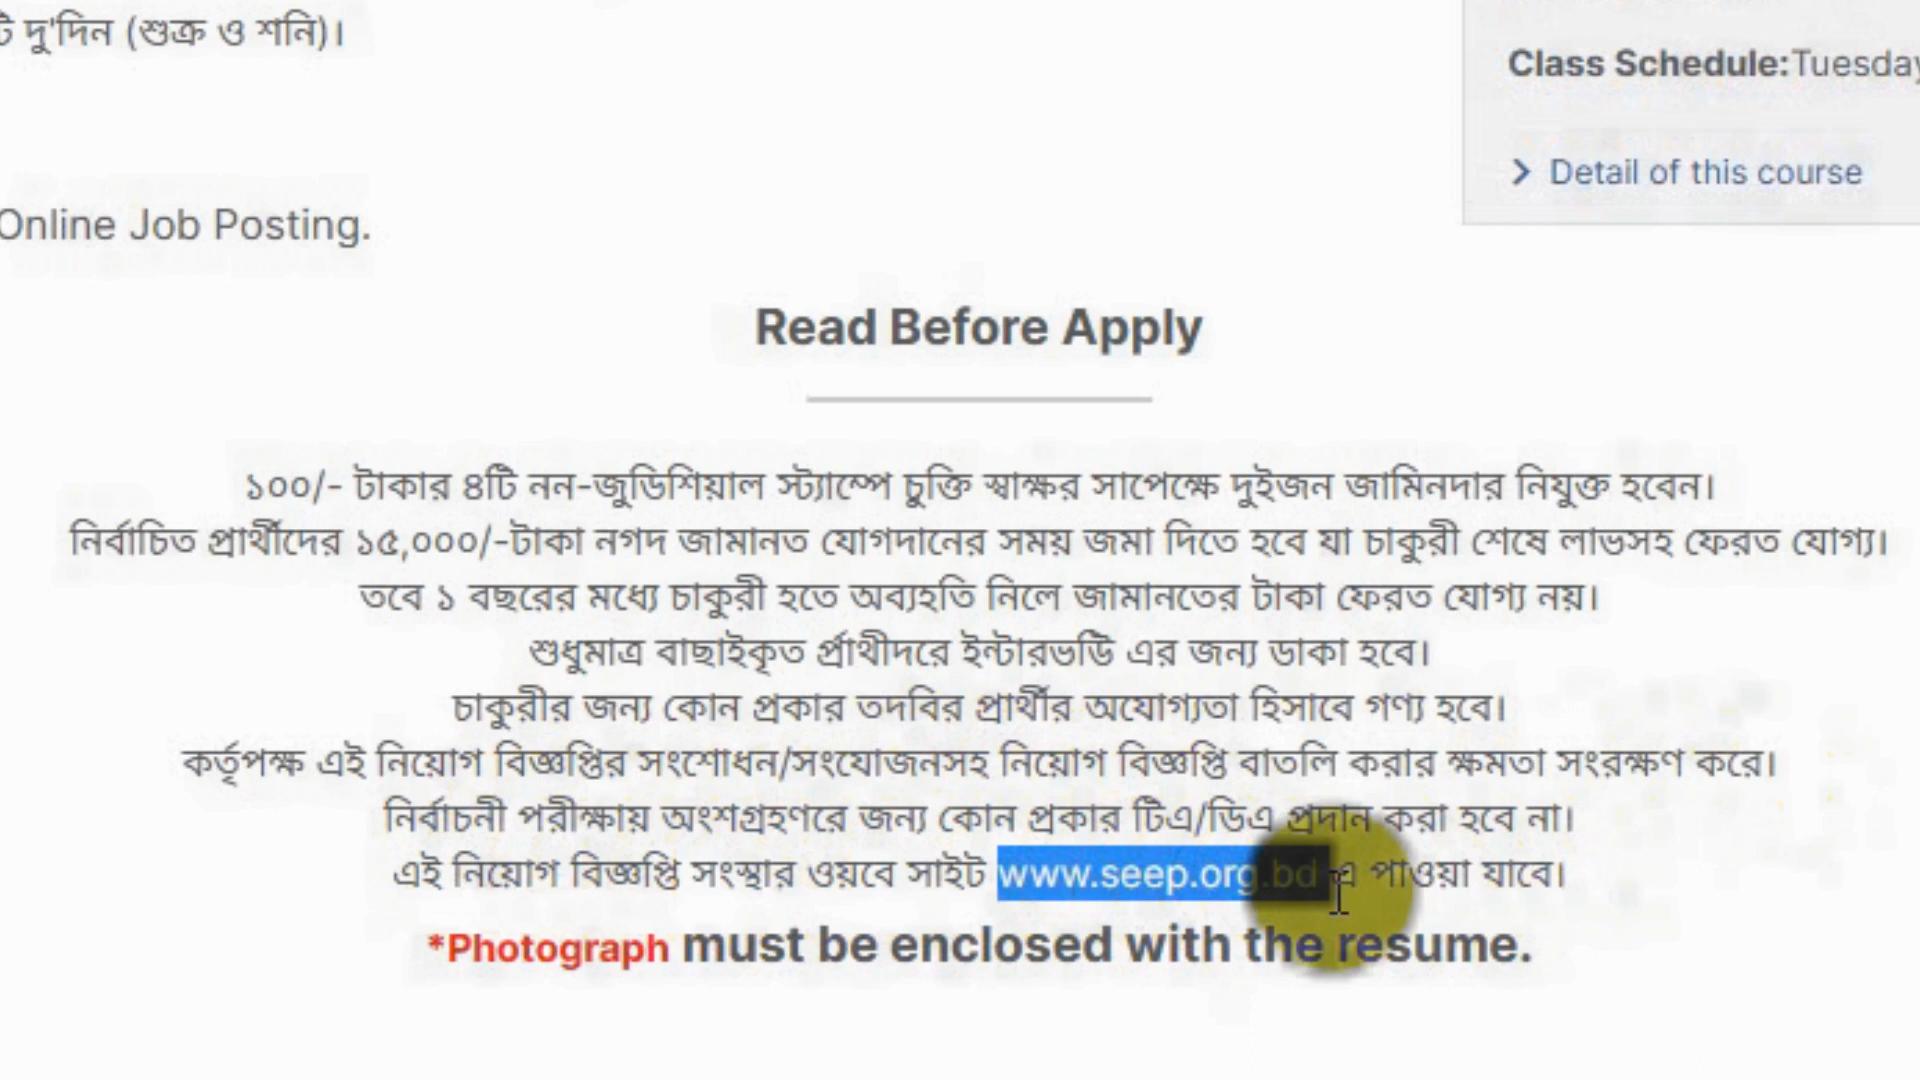 দু'দিন (শুক্র ও শনি)।
Class Schedule:Tuesday
Detail of this course
Online Job Posting.
Read Before Apply
১০০/- টাকার ৪টি নন-জুডিশিয়াল স্ট্যাম্পে চুক্তি স্বাক্ষর সাপেক্ষে দুইজন জামিনদার নিযুক্ত হবেন।
নির্বাচিত প্রার্থীদের ১৫,০০০/-টাকা নগদ জামানত যোগদানের সময় জমা দিতে হবে যা চাকুরী শেষে লাভসহ ফেরত যোগ্য।
তবে ১ বছরের মধ্যে চাকুরী হতে অব্যহতি নিলে জামানতের টাকা ফেরত যোগ্য নয়।
শুধুমাত্র বাছাইকৃত র্প্রাথীদরে ইন্টারভউি এর জন্য ডাকা হবে।
চাকুরীর জন্য কোন প্রকার তদবির প্রার্থীর অযোগ্যতা হিসাবে গণ্য হবে।
কর্তৃপক্ষ এই নিয়োগ বিজ্ঞপ্তির সংশোধন/সংযোজনসহ নিয়োগ বিজ্ঞপ্তি বাতলি করার ক্ষমতা সংরক্ষণ করে।
নির্বাচনী পরীক্ষায় অংশগ্রহণরে জন্য কোন প্রকার টিএ/ডিএ প্রদান করা হবে না।
এই নিয়োগ বিজ্ঞপ্তি সংস্থার ওয়বে সাইট www.seep.org.bd এ পাওয়া যাবে।
*Photograph must be enclosed with the resume.